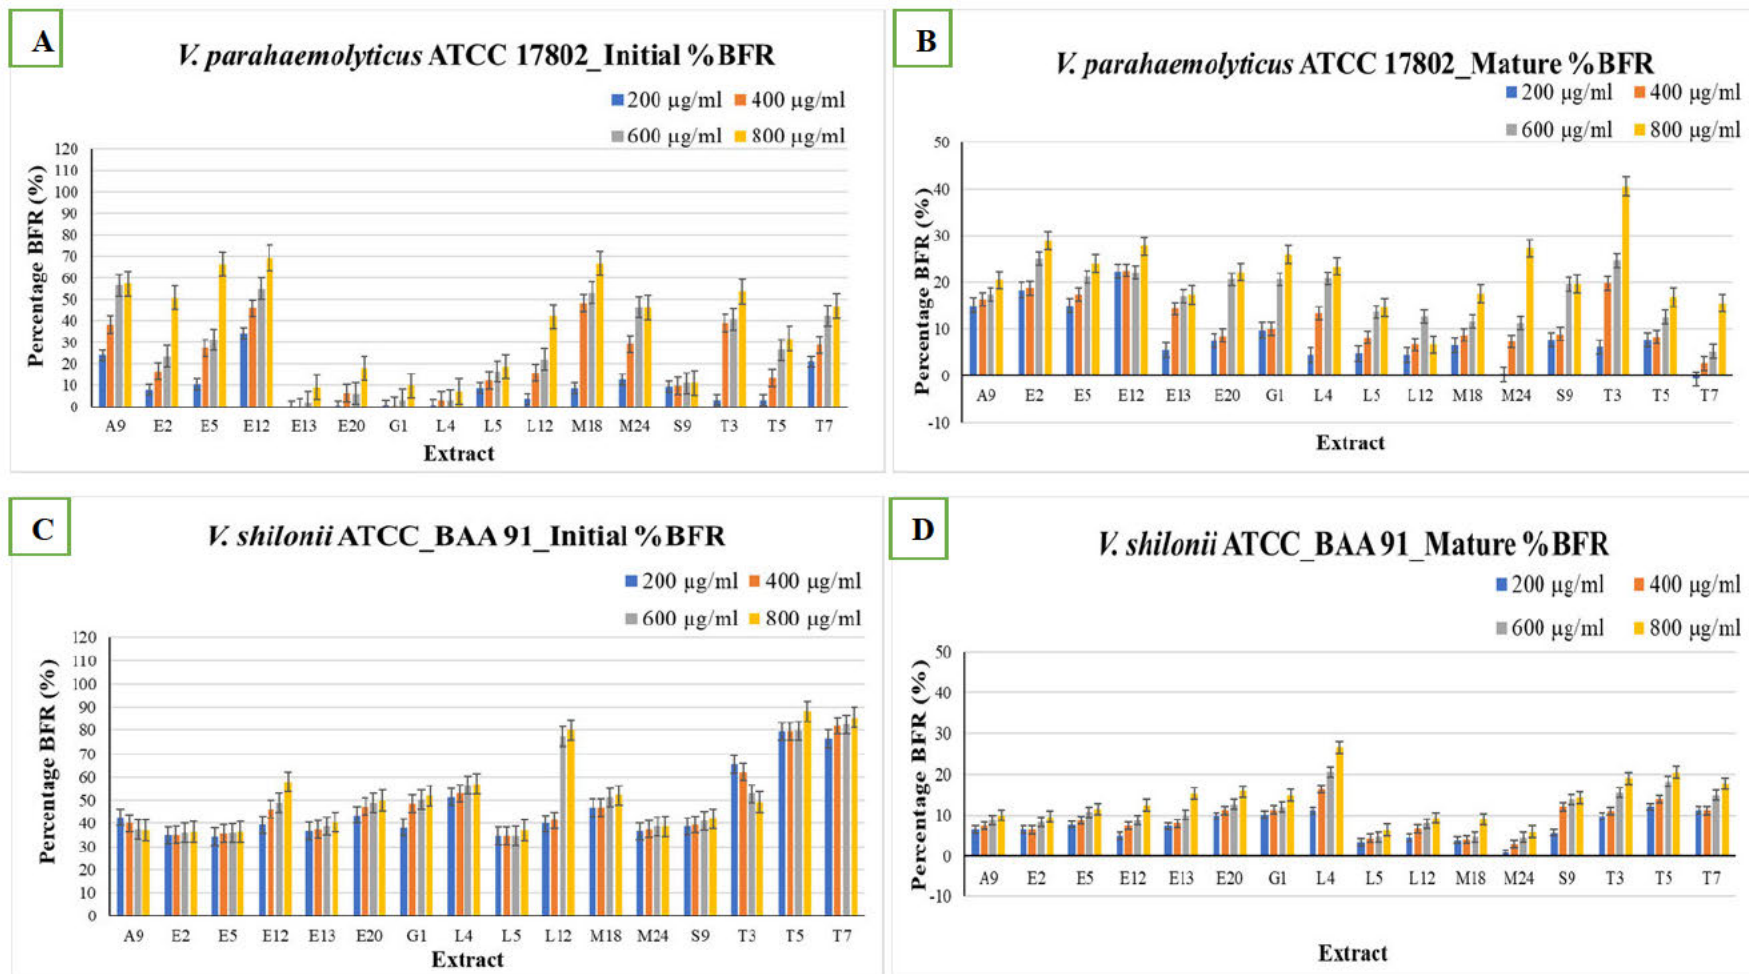 A
V. parahaemolyticus ATCC 17802_Initial %BFR
200 µg/ml 400 µg/ml
600 µg/ml 800 µg/ml
Percentage BFR (%)
120
110
100
90
80
70
60
50
40
30
20
10
0
A9 E2 E5 E12 E13 E20 G1 L4 L5 L12 M18 M24 S9 T3 T5 T7
Extract
B
V. parahaemolyticus ATCC 17802_Mature %BFR
200 µg/ml 400 µg/ml
600 µg/ml 800 µg/ml
Percentage BFR (%)
50
40
30
20
10
0
-10
A9 E2 E5 E12 E13 E20 G1 L4 L5 L12 M18 M24 S9 T3 T5 T7
Extract
C
V. shilonii ATCC_BAA 91_Initial %BFR
200 µg/ml 400 µg/ml
600 µg/ml 800 µg/ml
Percentage BFR (%)
120
110
100
90
80
70
60
50
40
30
20
10
0
A9 E2 E5 E12 E13 E20 G1 L4 L5 L12 M18 M24 S9 T3 T5 T7
Extract
D
V. shilonii ATCC_BAA 91_Mature %BFR
200 µg/ml 400 µg/ml
600 µg/ml 800 µg/ml
Percentage BFR (%)
50
40
30
20
10
0
-10
A9 E2 E5 E12 E13 E20 G1 L4 L5 L12 M18 M24 S9 T3 T5 T7
Extract